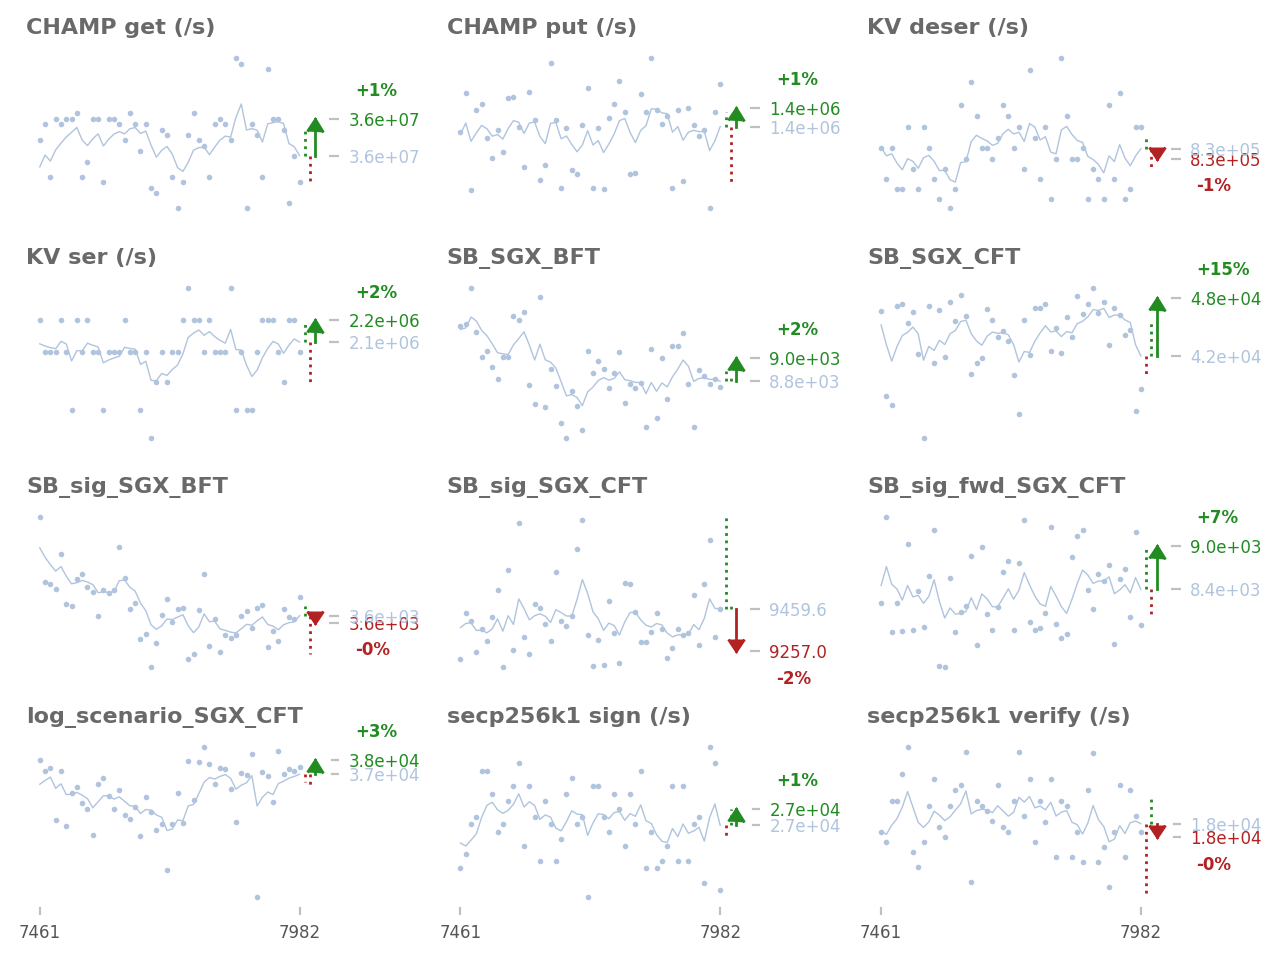 CHAMP get (/s)
+1%
3.6e+07
3.6e+07
CHAMP put (/s)
+1%
1.4e+06
1.4e+06
KV deser (/s)
8.3e+05
8.3e+05
-1%
KV ser (/s)
+2%
2.2e+06
2.1e+06
SB_SGX_BFT
+2%
9.0e+03
8.8e+03
SB_SGX_CFT
+15%
4.8e+04
4.2e+04
SB_sig_SGX_BFT
3.6e+03
3.6e+03
-0%
SB_sig_SGX_CFT
9459.6
9257.0
-2%
SB_sig_fwd_SGX_CFT
+7%
9.0e+03
8.4e+03
log_scenario_SGX_CFT
+3%
3.8e+04
3.7e+04
secp256k1 sign (/s)
+1%
2.7e+04
2.7e+04
secp256k1 verify (/s)
1.8e+04
1.8e+04
-0%
7461 7982
7461 7982
7461 7982